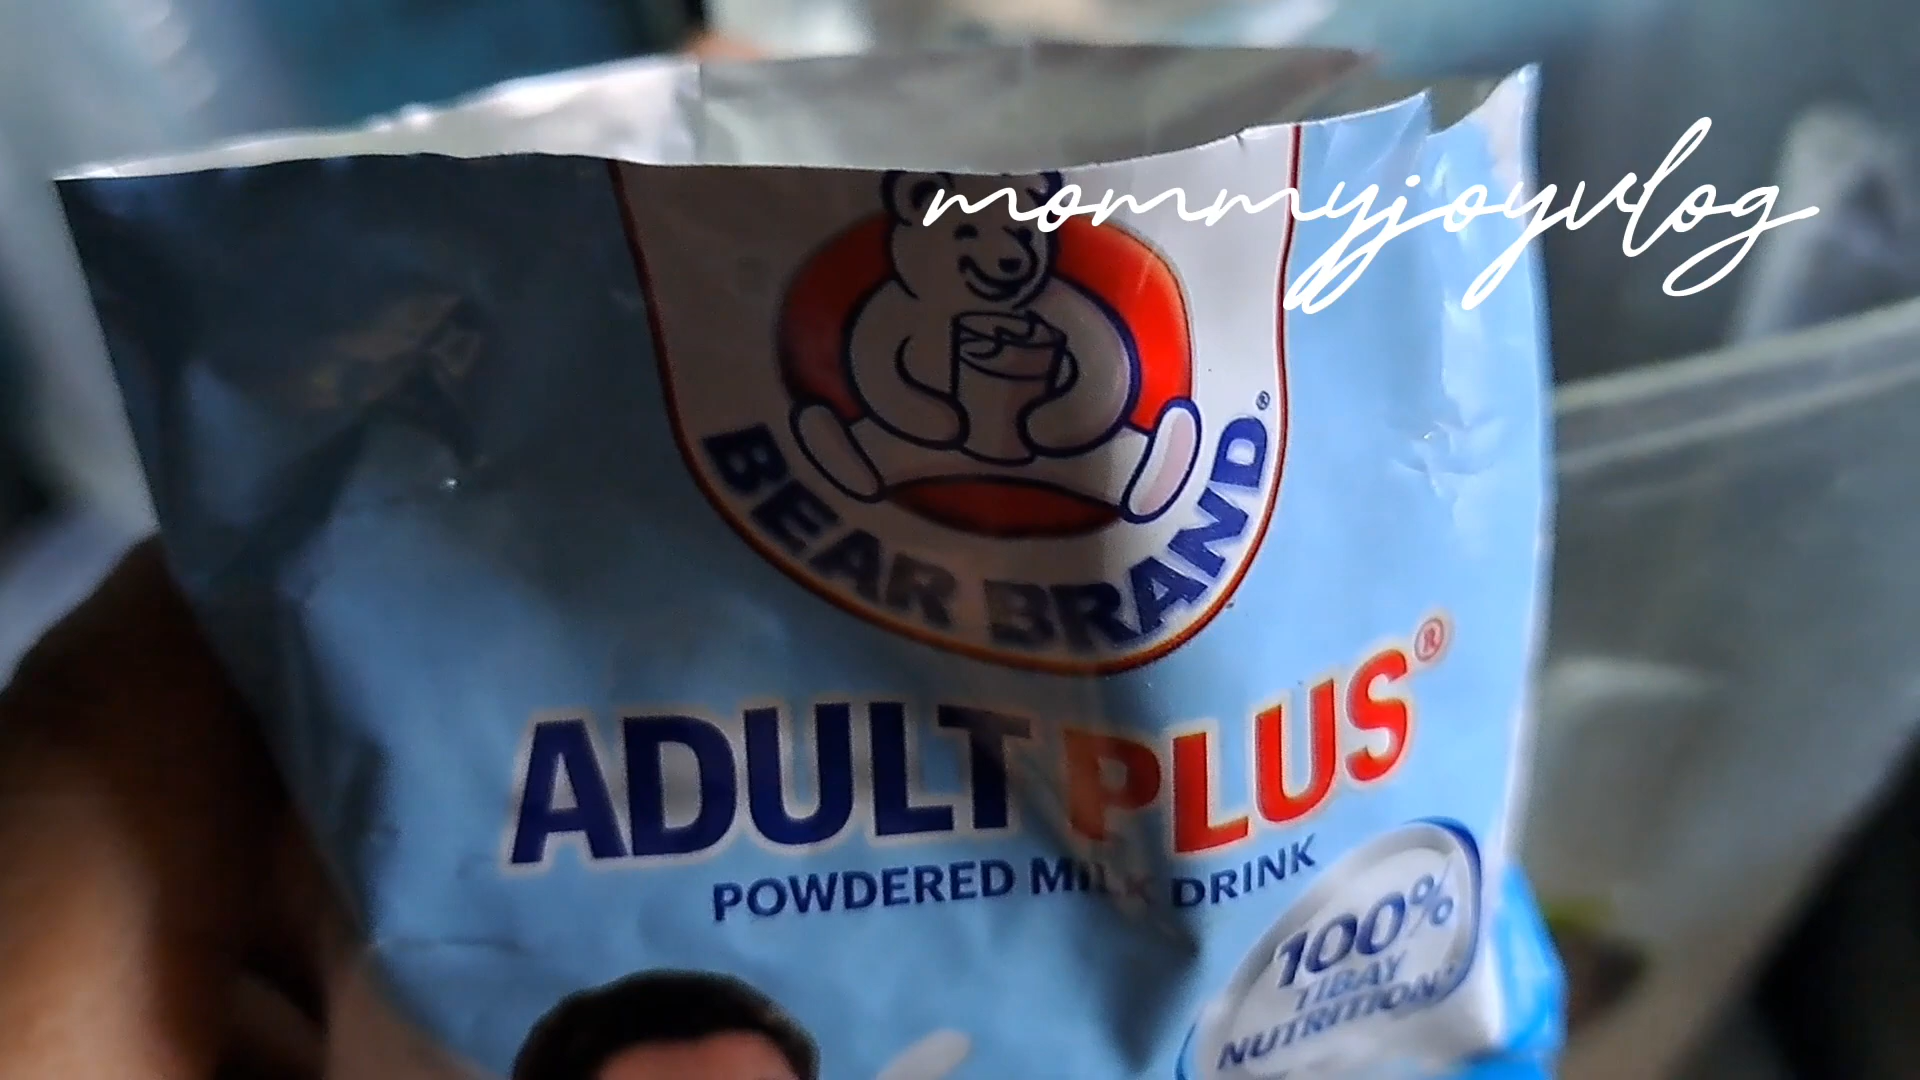 mommyjoyvlog
BEAR BRAND®
ADULT PLUS®
POWDERED MILK DRINK
100%
TIBAY
NUTRITION